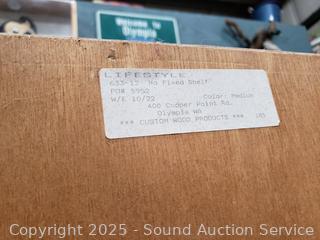 Welcome to
Olympia
LIFESTYLE
633-12 "No Fixed Shelf"
PO# 5952
W/E 10/22 Color: Medium
400 Cooper Point Rd.
Olympia WA
*** CUSTOM WOOD PRODUCTS *** 185
Copyright 2025 - Sound Auction Service